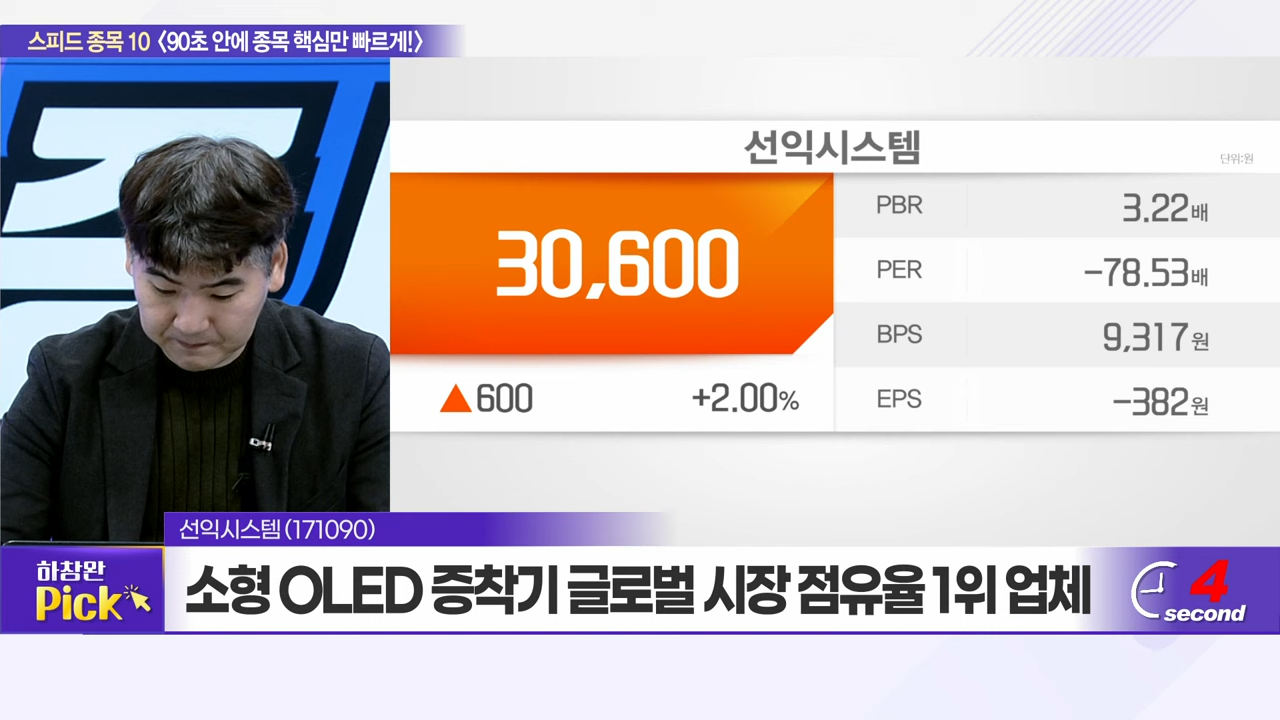 스피드 종목 10 〈90초 안에 종목 핵심만 빠르게!〉
선익시스템
단위:원
30,600
▲600 +2.00%
PBR 3.22배
PER -78.53배
BPS 9,317원
EPS -382원
선익시스템(171090)
하창완
Pick
소형 OLED 증착기 글로벌 시장 점유율 1위 업체
4
second